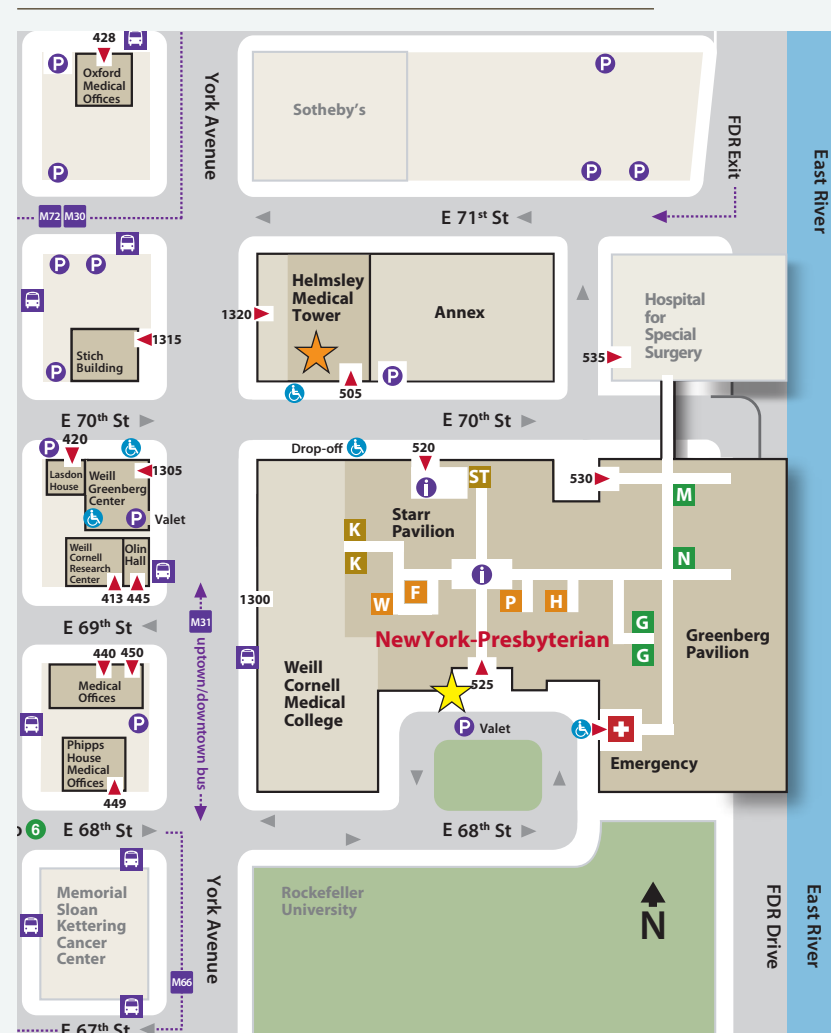 428
P
Oxford
Medical
Offices
P
York Avenue
Sotheby's
P
P
P
FDR Exit
East River
M72
M30
E 71st St
P
P
1315
Stich
Building
P
1320
Helmsley
Medical
Tower
Annex
505
P
Hospital
for
Special
Surgery
535
E 70th St
E 70th St
P
420
Lasdon
House
Weill
Greenberg
Center
1305
P
Valet
Weill
Cornell
Research
Center
Olin
Hall
413
445
Drop-off
520
i
ST
530
M
Starr
Pavilion
K
K
i
N
W
F
P
H
G
G
1300
M31
uptown/downtown bus
E 69th St
NewYork-Presbyterian
Greenberg
Pavilion
440
450
Medical
Offices
P
Phipps
House
Medical
Offices
449
Weill
Cornell
Medical
College
525
P
Valet
Emergency
6
E 68th St
E 68th St
Memorial
Sloan
Kettering
Cancer
Center
York Avenue
M66
Rockefeller
University
N
FDR Drive
East River
E 67th St